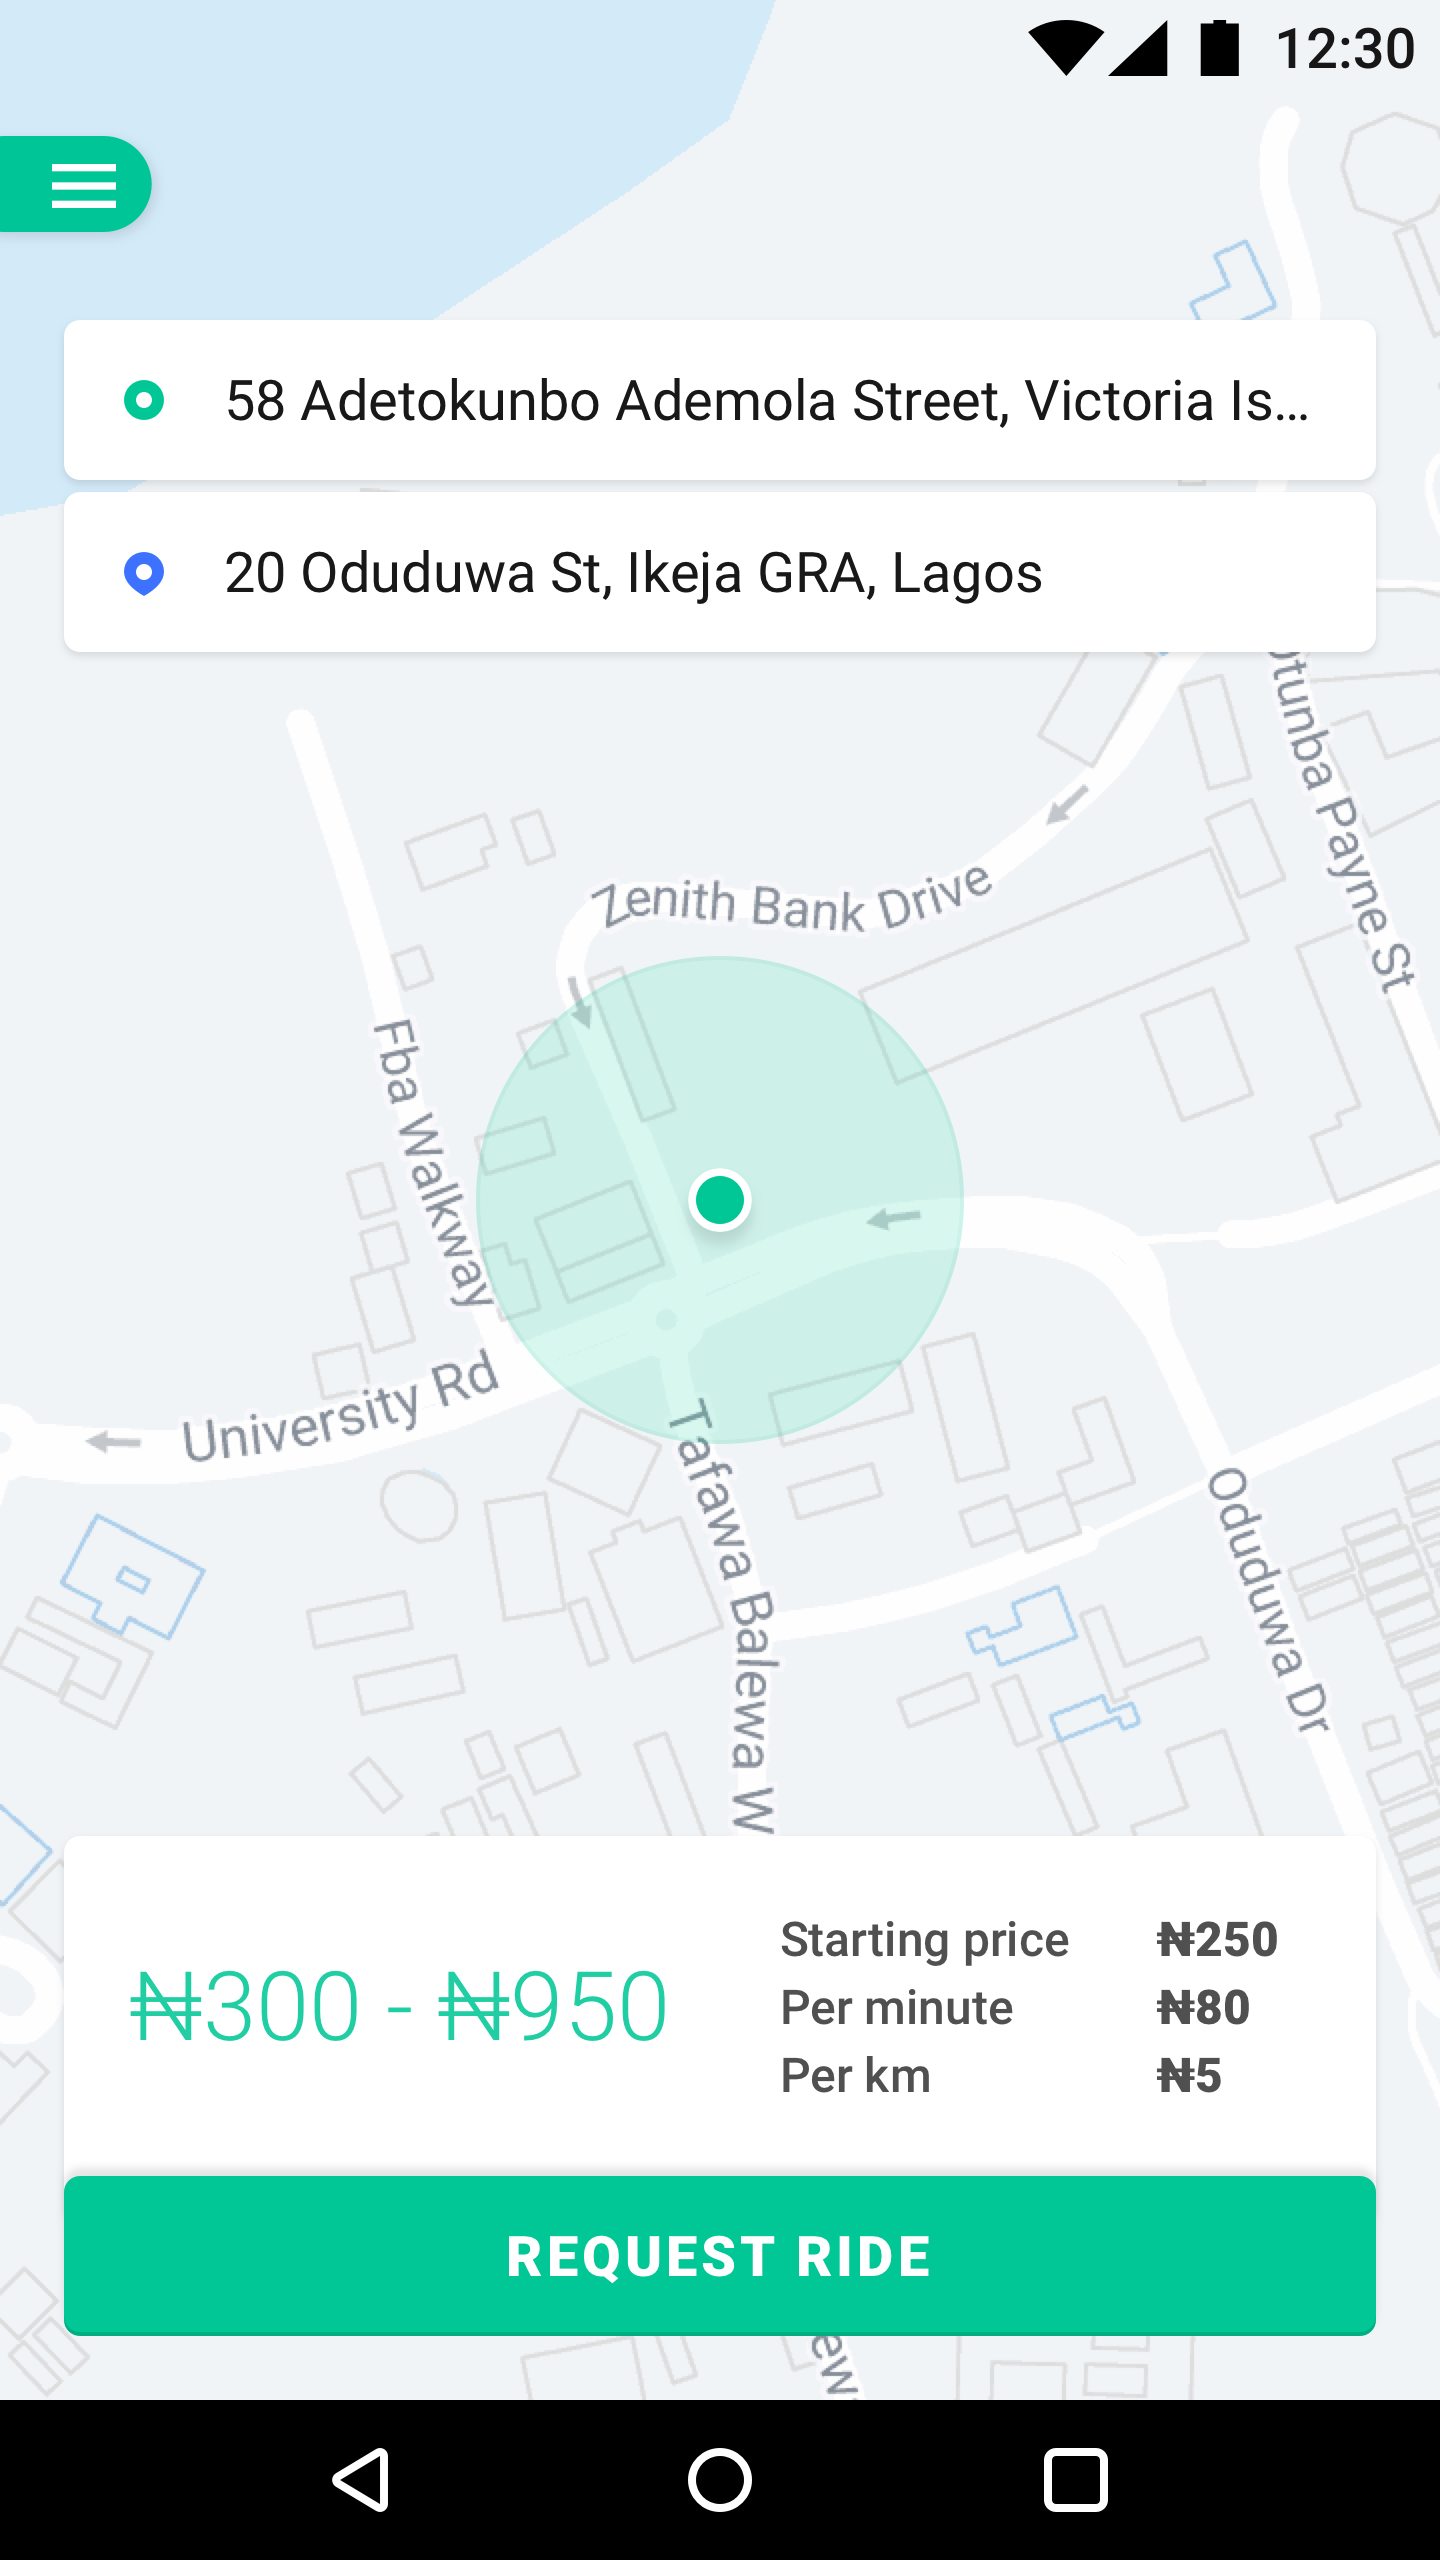 12:30
58 Adetokunbo Ademola Street, Victoria Is...
20 Oduduwa St, Ikeja GRA, Lagos
Payne St
Zenith Bank Drive
Fba Walkway
University Rd
Tafawa Balewa W
Oduduwa Dr
₦300 - ₦950
Starting price ₦250
Per minute ₦80
Per km ₦5
REQUEST RIDE